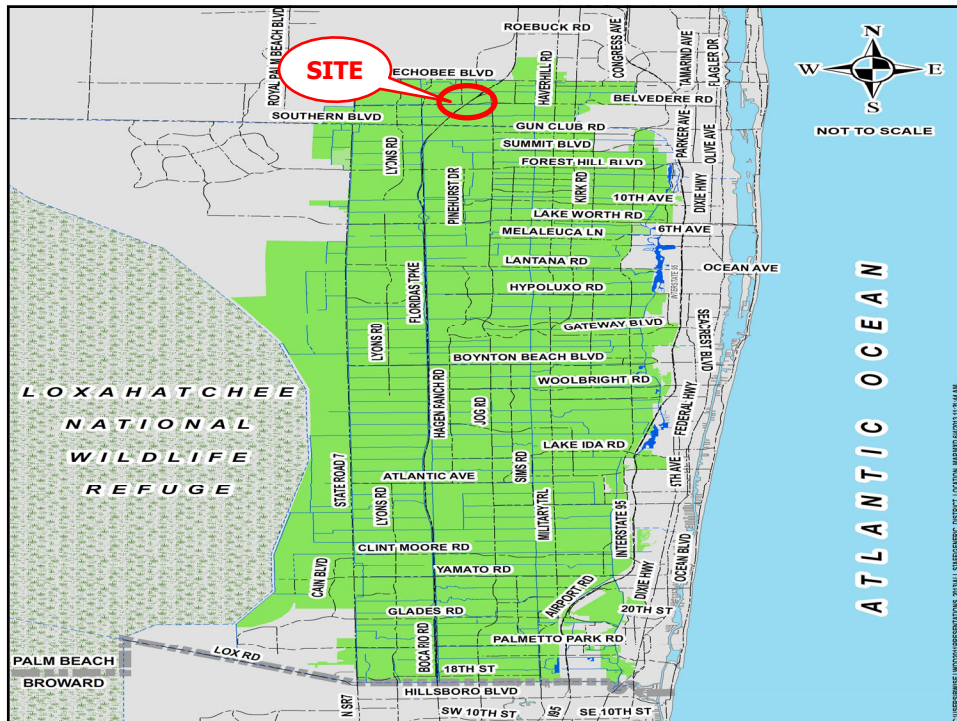 ROEBUCK RD
ROYAL PALM BEACH BLVD
CONGRESS AVE
TAMARIND AVE
FLAGLER DR
N
W E
S
NOT TO SCALE
SITE
ECHOBEE BLVD
HAVERHILL RD
BELVEDERE RD
SOUTHERN BLVD
GUN CLUB RD
SUMMIT BLVD
PARKER AVE
OLIVE AVE
LYONS RD
FOREST HILL BLVD
PINEHURST DR
KIRK RD
10TH AVE
DIXIE HWY
LAKE WORTH RD
MELALEUCA LN
6TH AVE
LANTANA RD
OCEAN AVE
FLORIDAS TPKE
INTERSTATE 95
HYPOLUXO RD
GATEWAY BLVD
SEACREST BLVD
LYONS RD
BOYNTON BEACH BLVD
WOOLBRIGHT RD
HAGEN RANCH RD
JOG RD
FEDERAL HWY
LAKE IDA RD
LOXAHATCHEE
NATIONAL
WILDLIFE
REFUGE
ATLANTIC OCEAN
STATE ROAD 7
ATLANTIC AVE
SIMS RD
5TH AVE
LYONS RD
MILITARY TRL
INTERSTATE 95
CLINT MOORE RD
OCEAN BLVD
CAIN BLVD
YAMATO RD
AIRPORT RD
DIXIE HWY
20TH ST
GLADES RD
BOCA RIO RD
PALMETTO PARK RD
LOX RD
PALM BEACH
BROWARD
18TH ST
HILLSBORO BLVD
N SR7
SW 10TH ST
I95
SE 10TH ST